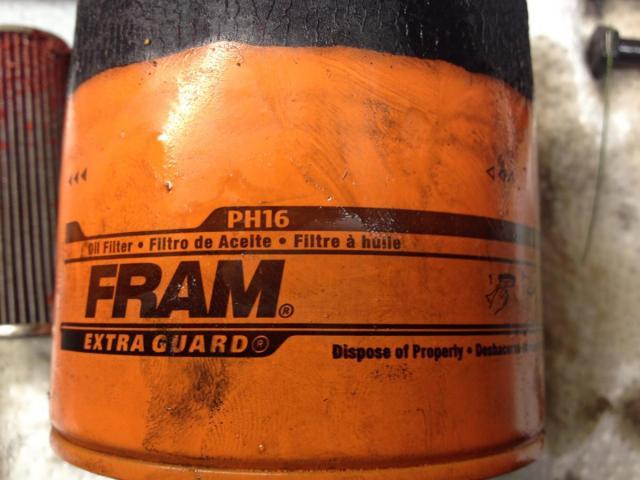 PH16
Oil Filter • Filtro de Aceite • Filtre à huile
FRAM®
EXTRA GUARD®
Dispose of Properly •